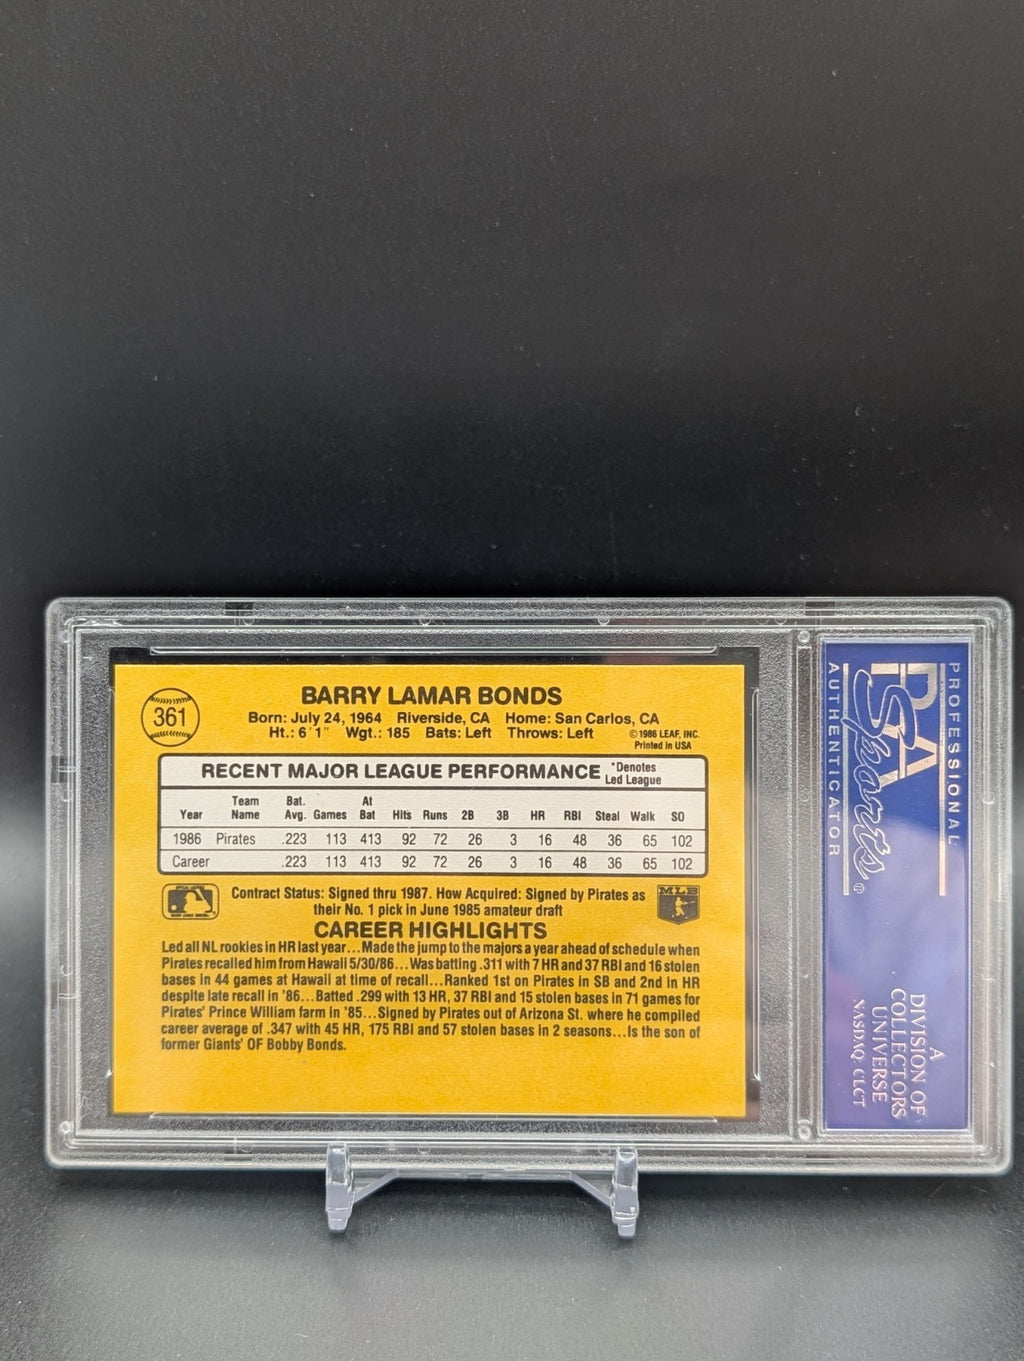 361
BARRY LAMAR BONDS
Born: July 24, 1964 Riverside, CA Home: San Carlos, CA
Ht.: 6'1" Wgt.: 185 Bats: Left Throws: Left
©1986 LEAF, INC.
Printed in USA
RECENT MAJOR LEAGUE PERFORMANCE *Denotes
Led League
Year Team Name Bat. Avg. Games At Bat Hits Runs 2B 3B HR RBI Steal Walk SO
1986 Pirates .223 113 413 92 72 26 3 16 48 36 65 102
Career .223 113 413 92 72 26 3 16 48 36 65 102
Contract Status: Signed thru 1987. How Acquired: Signed by Pirates as
their No. 1 pick in June 1985 amateur draft
MLB
CAREER HIGHLIGHTS
Led all NL rookies in HR last year...Made the jump to the majors a year ahead of schedule when
Pirates recalled him from Hawaii 5/30/86...Was batting .311 with 7 HR and 37 RBI and 16 stolen
bases in 44 games at Hawaii at time of recall...Ranked 1st on Pirates in SB and 2nd in HR
despite late recall in '86...Batted .299 with 13 HR, 37 RBI and 15 stolen bases in 71 games for
Pirates' Prince William farm in '85...Signed by Pirates out of Arizona St. where he compiled
career average of .347 with 45 HR, 175 RBI and 57 stolen bases in 2 seasons...Is the son of
former Giants' OF Bobby Bonds.
PROFESSIONAL
PSA
Sports®
AUTHENTICATOR
A
DIVISION OF
COLLECTORS
UNIVERSE
NASDAQ: CLCT